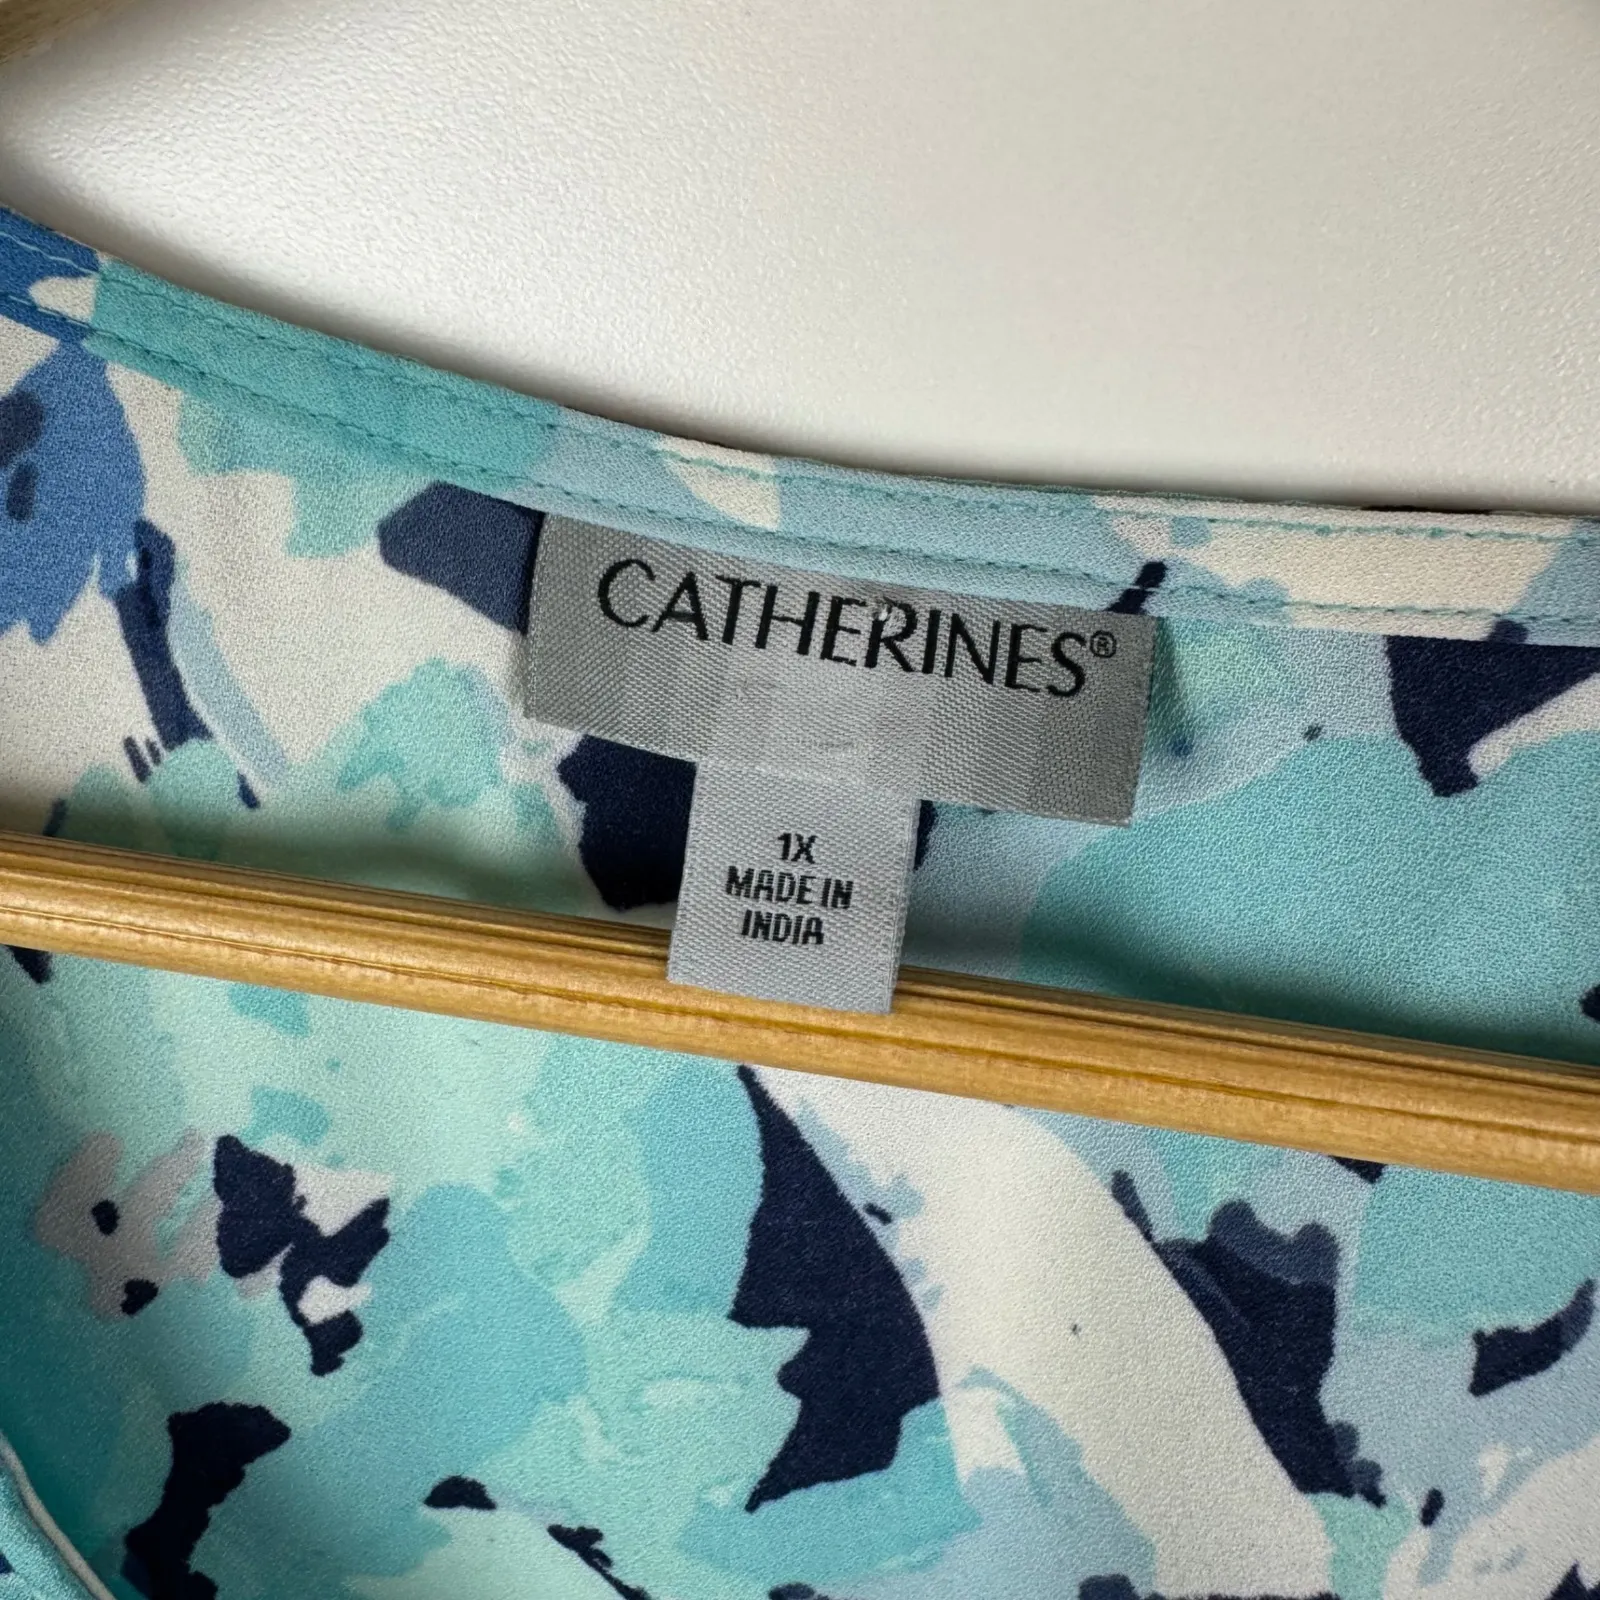 CATHERINES®
1X
MADE IN
INDIA